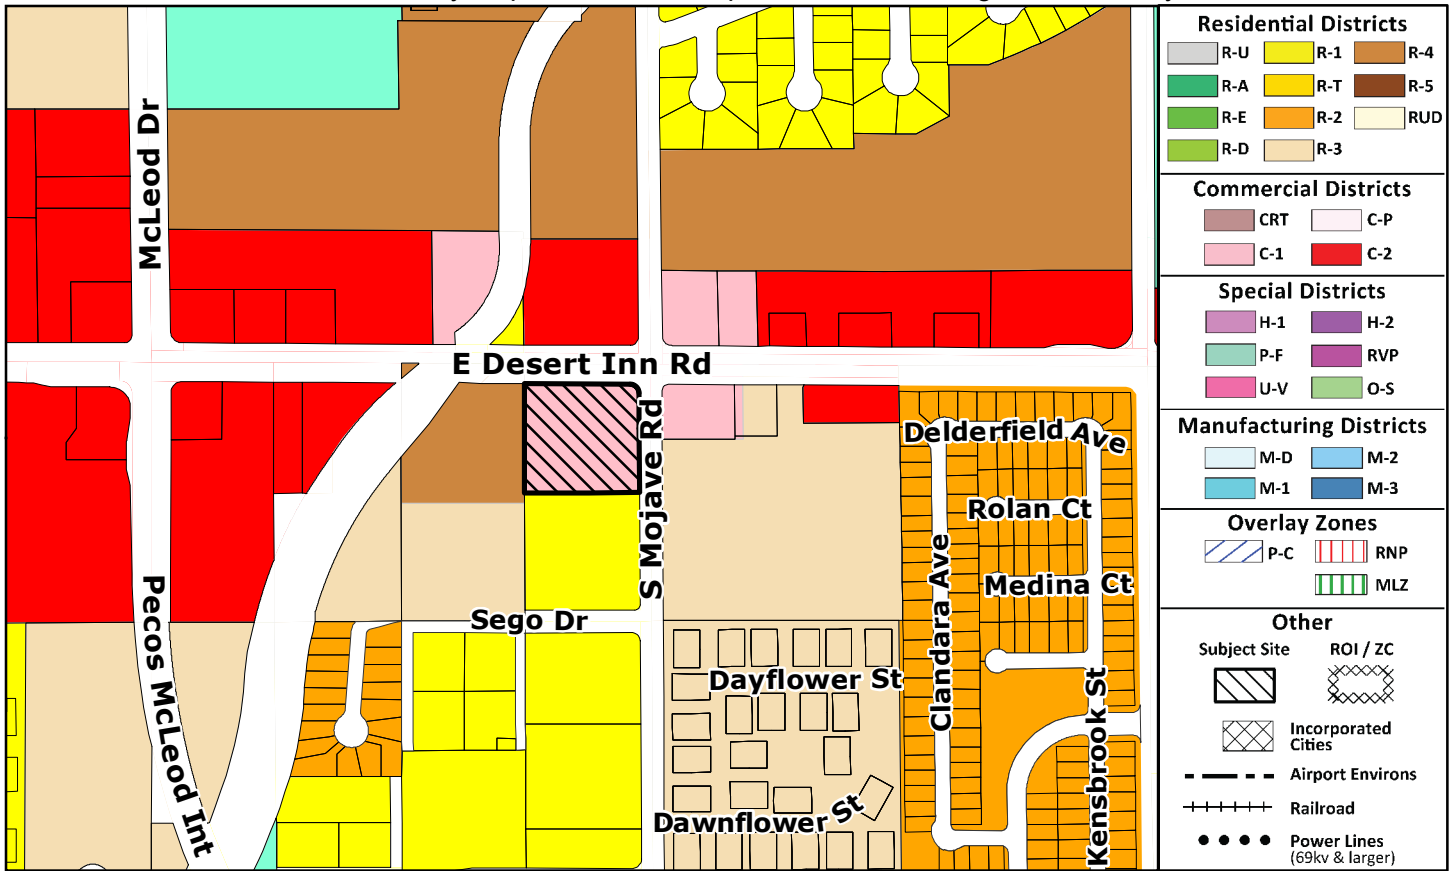 McLeod Dr
E Desert Inn Rd
S Mojave Rd
Delderfield Ave
Rolan Ct
Clandara Ave
Medina Ct
Pecos McLeod Int
Sego Dr
Dayflower St
Kensbrook St
Dawnflower St
Residential Districts
R-U R-1 R-4
R-A R-T R-5
R-E R-2 RUD
R-D R-3
Commercial Districts
CRT C-P
C-1 C-2
Special Districts
H-1 H-2
P-F RVP
U-V O-S
Manufacturing Districts
M-D M-2
M-1 M-3
Overlay Zones
P-C RNP
MLZ
Other
Subject Site ROI / ZC
Incorporated
Cities
Airport Environs
Railroad
Power Lines
(69kv & larger)